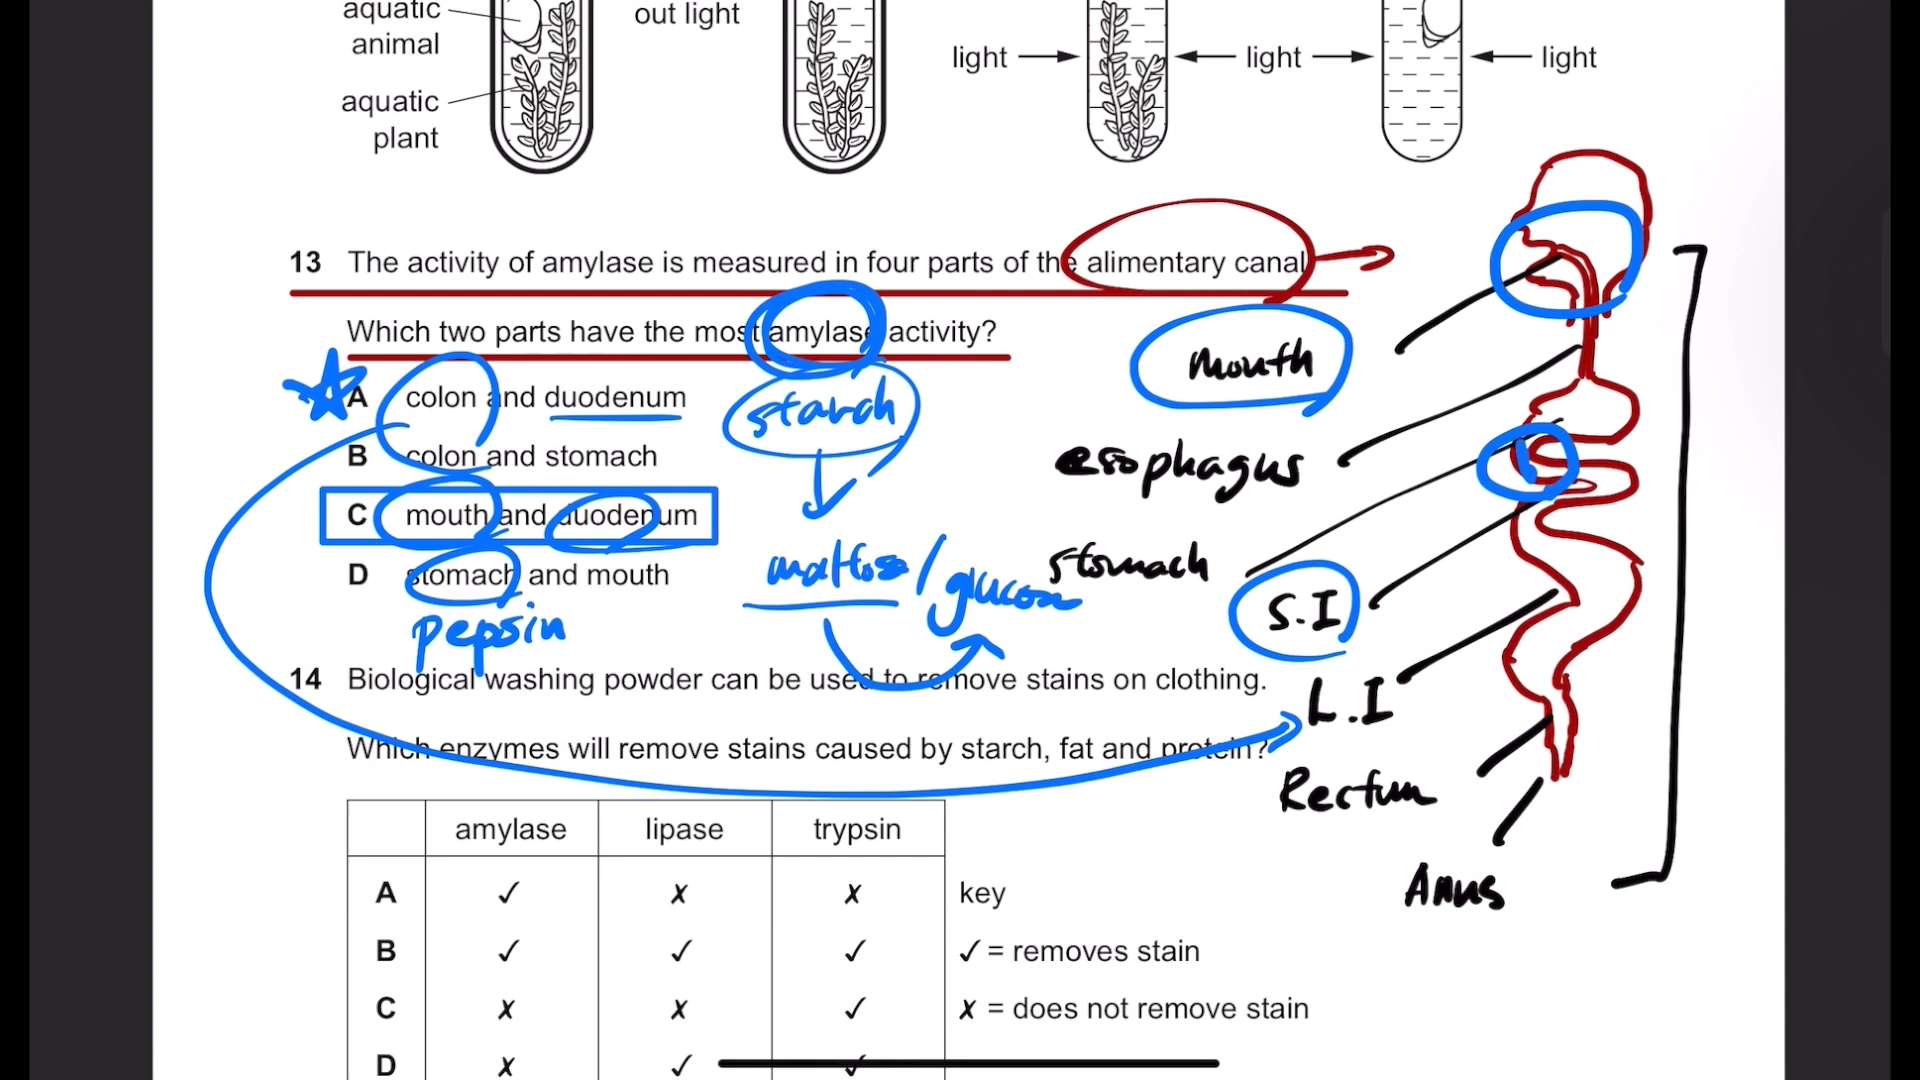 aquatic
animal
out light
aquatic
plant
light
light
light
13 The activity of amylase is measured in four parts of the alimentary canal
Which two parts have the most amylase activity?
A colon and duodenum
B colon and stomach
C mouth and duodenum
D stomach and mouth
starch
maltose / glucose
pepsin
mouth
esophagus
stomach
S.I
L.I
Rectum
Anus
14 Biological washing powder can be used to remove stains on clothing.
Which enzymes will remove stains caused by starch, fat and protein?
amylase lipase trypsin
A ✓ ✗ ✗ key
B ✓ ✓ ✓ ✓ = removes stain
C ✗ ✗ ✓ ✗ = does not remove stain
D ✗ ✓ ✓